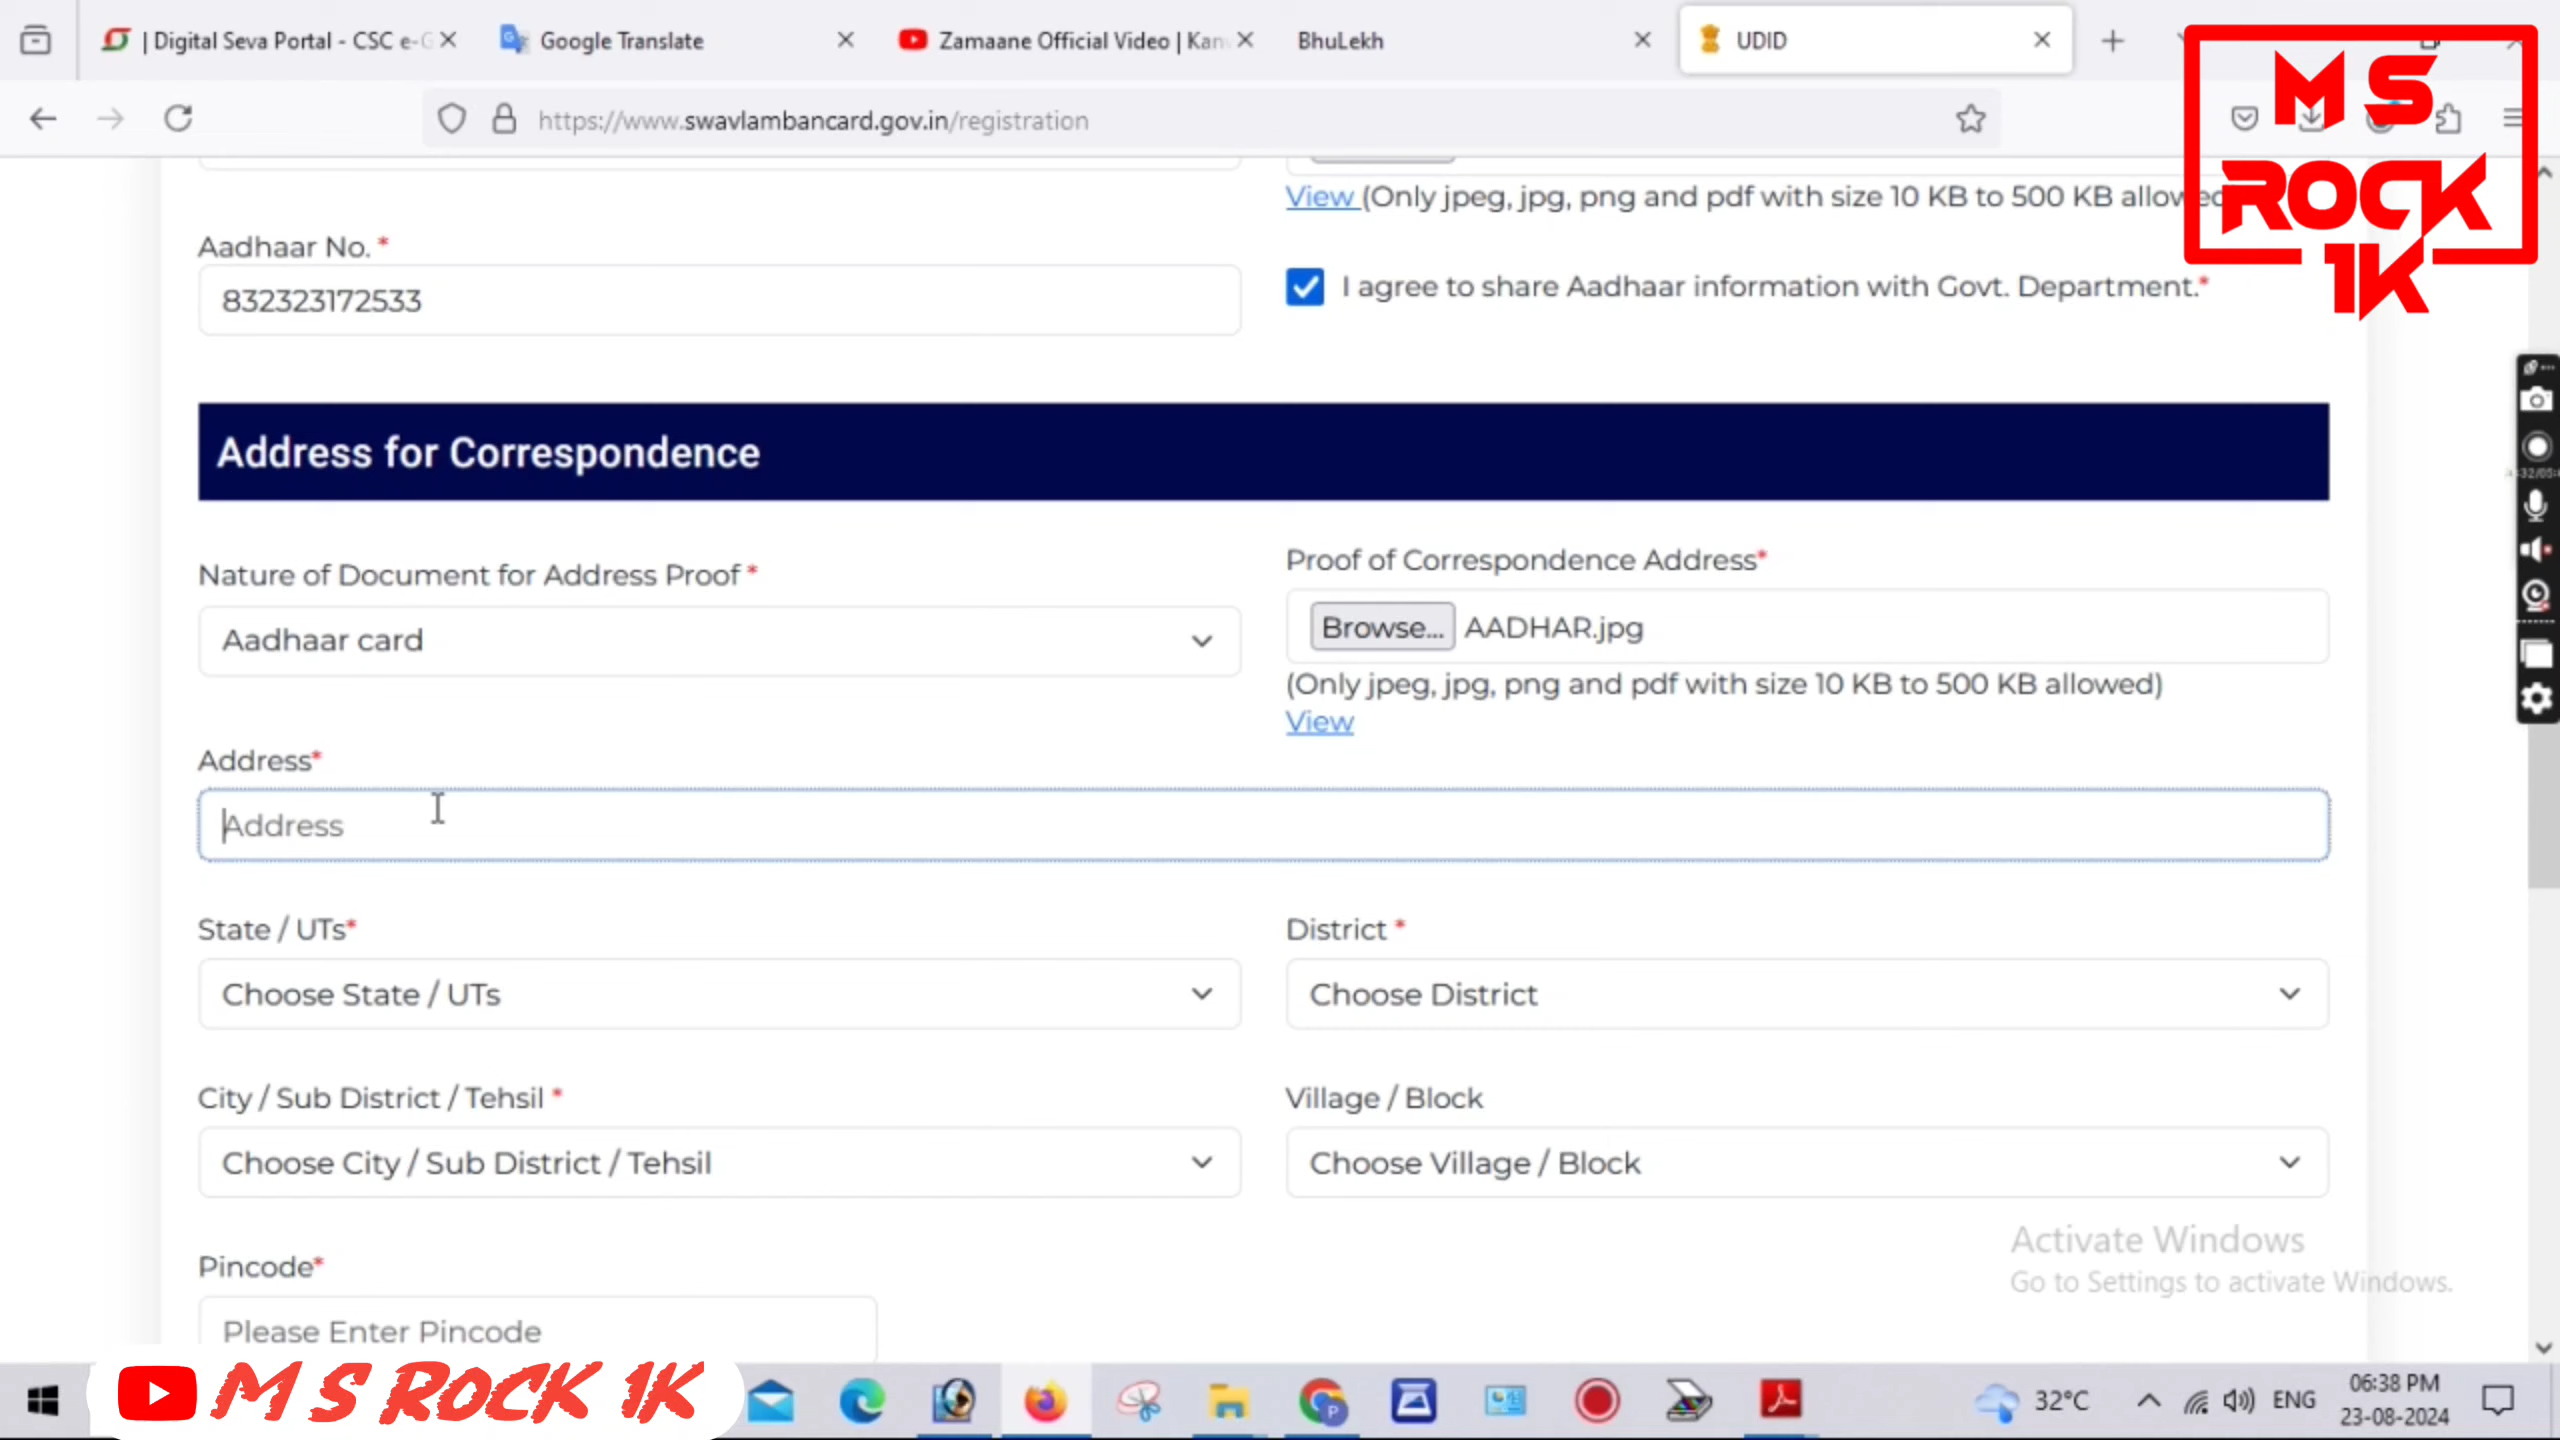 | Digital Seva Portal - CSC e-G
Google Translate
Zamaane Official Video | Kan
BhuLekh
UDID
https://www.swavlambancard.gov.in/registration
MS
ROCK
1K
View (Only jpeg, jpg, png and pdf with size 10 KB to 500 KB allowed
Aadhaar No. *
832323172533
I agree to share Aadhaar information with Govt. Department.*
Address for Correspondence
Nature of Document for Address Proof *
Proof of Correspondence Address*
Aadhaar card
Browse... AADHAR.jpg
(Only jpeg, jpg, png and pdf with size 10 KB to 500 KB allowed)
View
Address*
Address
State / UTs*
District *
Choose State / UTs
Choose District
City / Sub District / Tehsil *
Village / Block
Choose City / Sub District / Tehsil
Choose Village / Block
Pincode*
Please Enter Pincode
Activate Windows
Go to Settings to activate Windows.
M S ROCK 1K
32°C
ENG
06:38 PM
23-08-2024